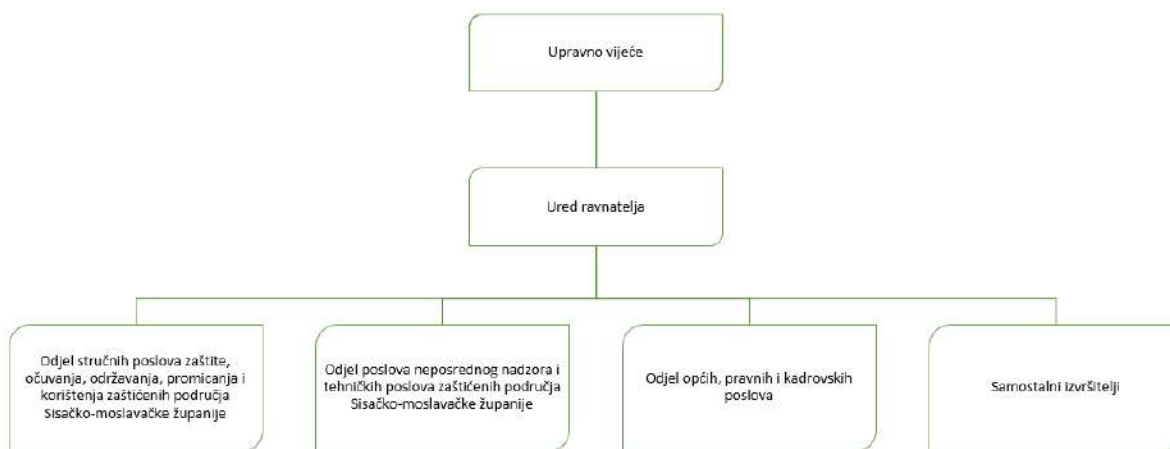 Upravno vijeće
Ured ravnatelja
Odjel stručnih poslova zaštite,
očuvanja, održavanja, promicanja i
korištenja zaštićenih područja
Sisačko-moslavačke županije
Odjel poslova neposrednog nadzora i
tehničkih poslova zaštićenih područja
Sisačko-moslavačke županije
Odjel općih, pravnih i kadrovskih
poslova
Samostalni izvršitelji